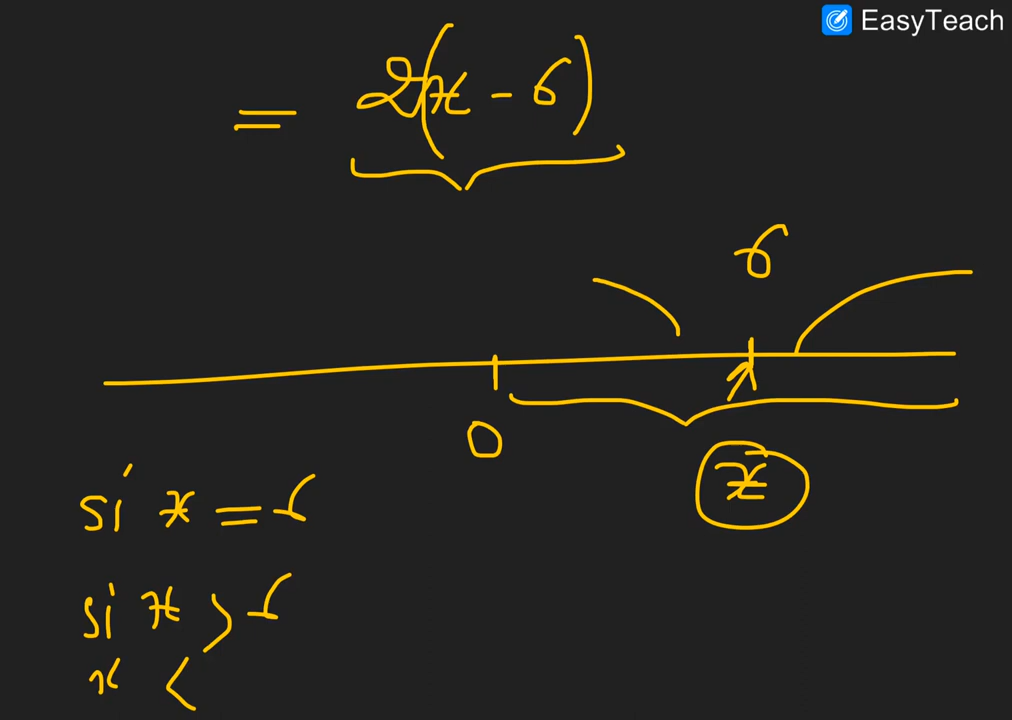 EasyTeach
= 2(x - 6)
6
0
x
si x = 6
si x > 6
x <